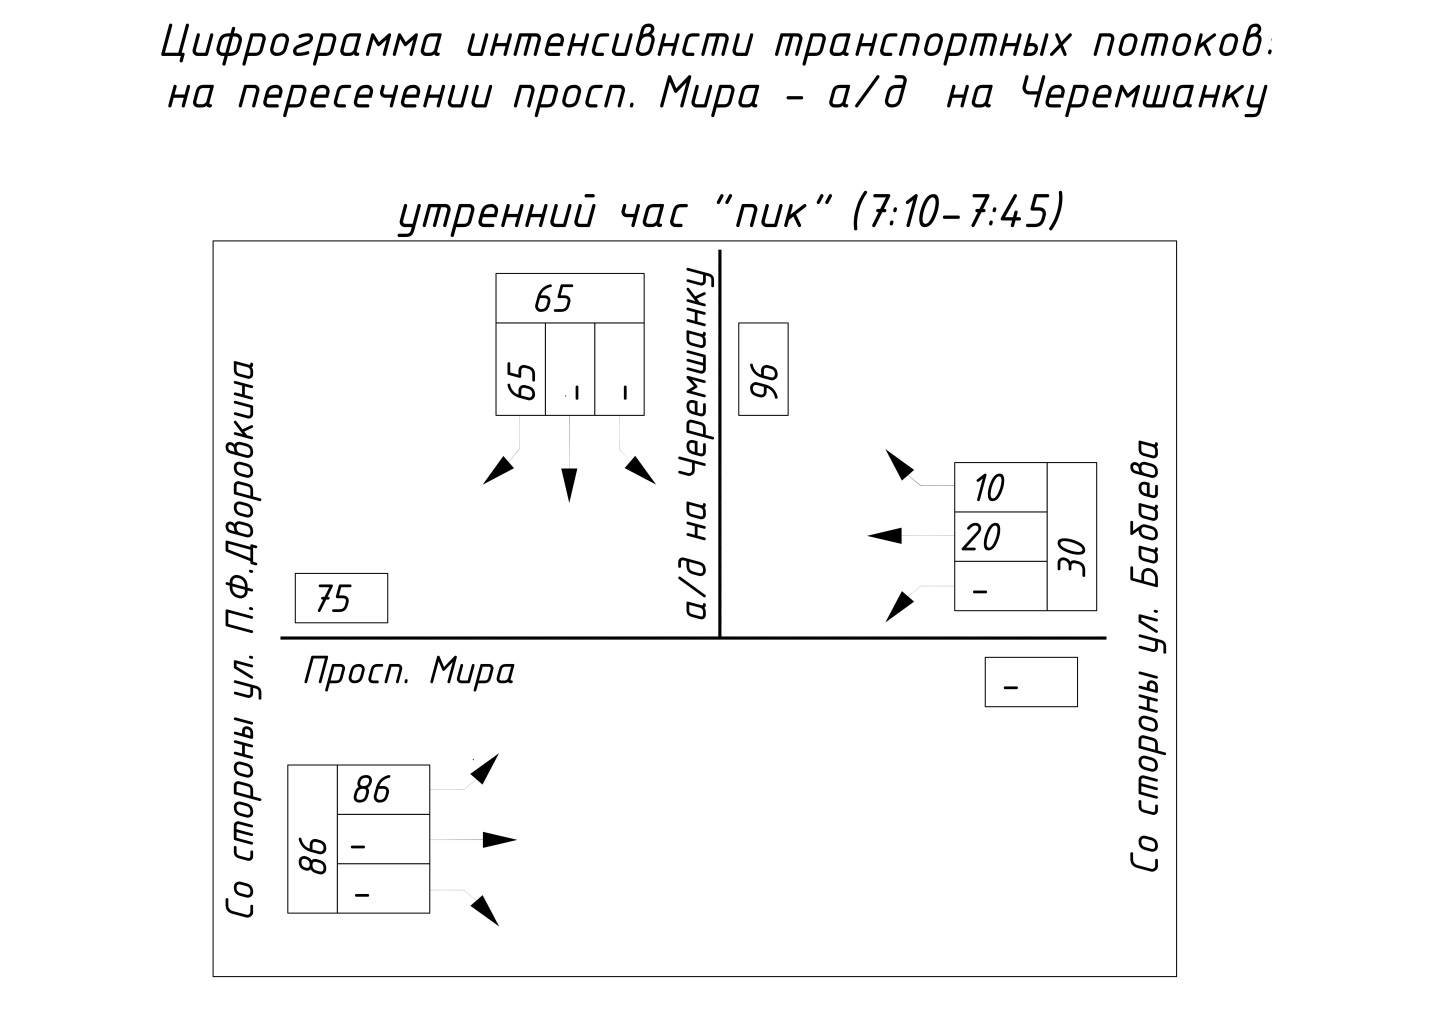 Цифрограмма интенсивнсти транспортных потоков:
на пересечении просп. Мира - а/д на Черемшанку
утренний час "пик" (7:10-7:45)
65
65
-
-
а/д на Черемшанку
96
Со стороны ул. П.Ф.Дворовкина
75
10
20
-
30
Со стороны ул. Бабаева
Просп. Мира
-
86
86
-
-